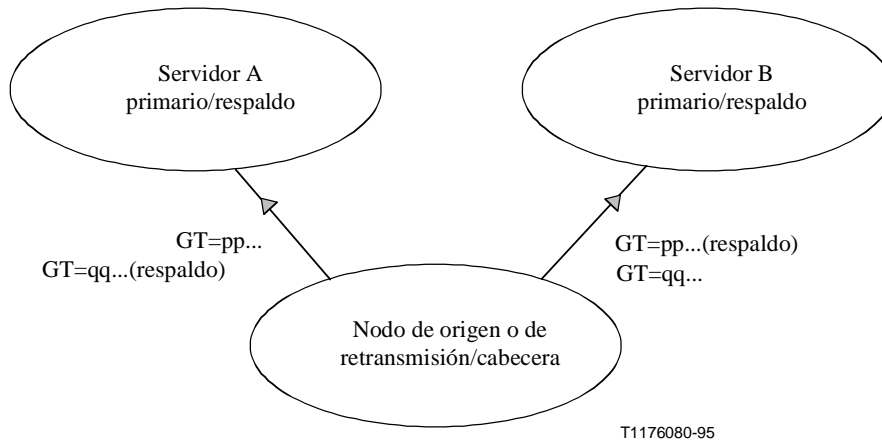 Servidor A
primario/respaldo
Servidor B
primario/respaldo
GT=pp...
GT=qq...(respaldo)
GT=pp...(respaldo)
GT=qq...
Nodo de origen o de
retransmisión/cabecera
T1176080-95